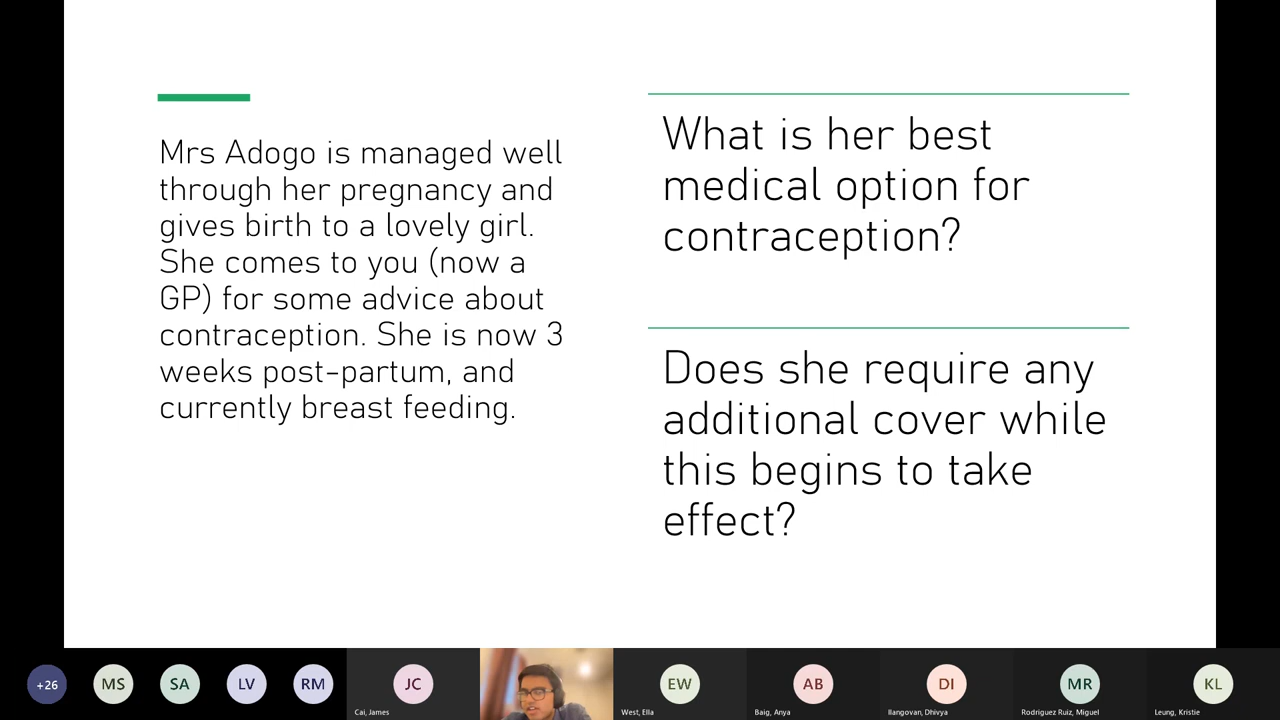 Mrs Adogo is managed well
through her pregnancy and
gives birth to a lovely girl.
She comes to you (now a
GP) for some advice about
contraception. She is now 3
weeks post-partum, and
currently breast feeding.
What is her best
medical option for
contraception?
Does she require any
additional cover while
this begins to take
effect?
+26
MS
SA
LV
RM
JC
Cai, James
EW
West, Ella
AB
Baig, Anya
DI
Ilangovan, Dhivya
MR
Rodriguez Ruiz, Miguel
KL
Leung, Kristie